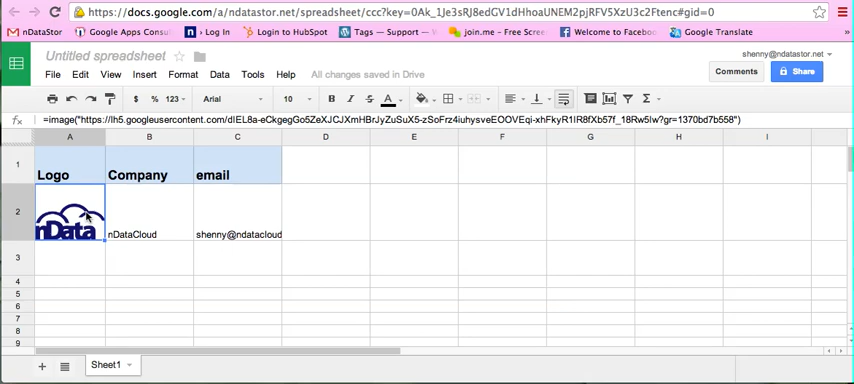 https://docs.google.com/a/ndatastor.net/spreadsheet/ccc?key=0Ak_1Je3sRJ8edGV1dHhoaUNEM2pjRFV5XzU3c2Ftenc#gid=0
nDataStor Google Apps Consul › Log In Login to HubSpot Tags — Support — W join.me – Free Scree Welcome to Faceboo Google Translate »
Untitled spreadsheet
shenny@ndatastor.net
File Edit View Insert Format Data Tools Help All changes saved in Drive
Comments Share
$ % 123 Arial 10 B I S A Σ
fx =image("https://lh5.googleusercontent.com/dIEL8a-eCkgegGo5ZeXJCJXmHBrJyZuSuX5-zSoFrz4iuhysveEOOVEqi-xhFkyR1lR8fXb57f_18Rw5lw?gr=1370bd7b558")
A B C D E F G H I
1 Logo Company email
2 nData nDataCloud shenny@ndatacloud
3
4
5
6
7
8
9
+ Sheet1